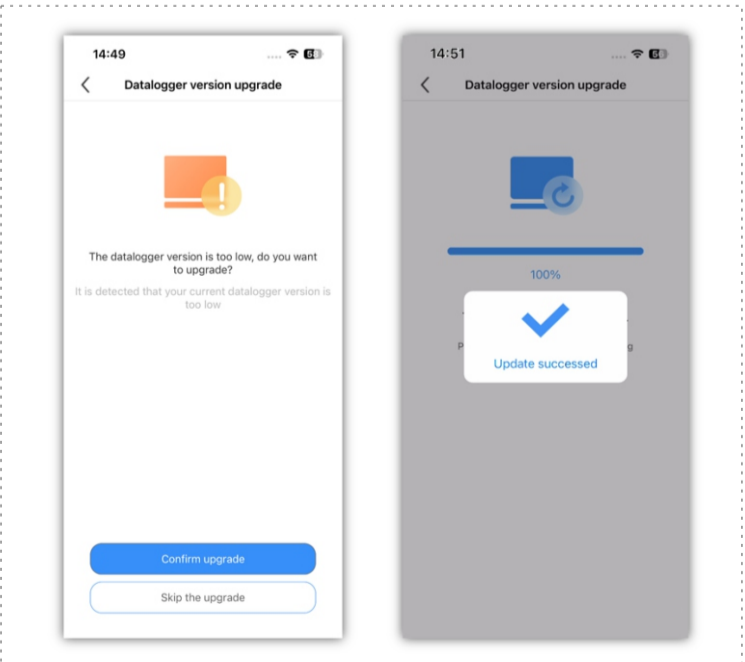 14:49
Datalogger version upgrade
The datalogger version is too low, do you want
to upgrade?
It is detected that your current datalogger version is
too low
Confirm upgrade
Skip the upgrade
14:51
Datalogger version upgrade
100%
Update successed